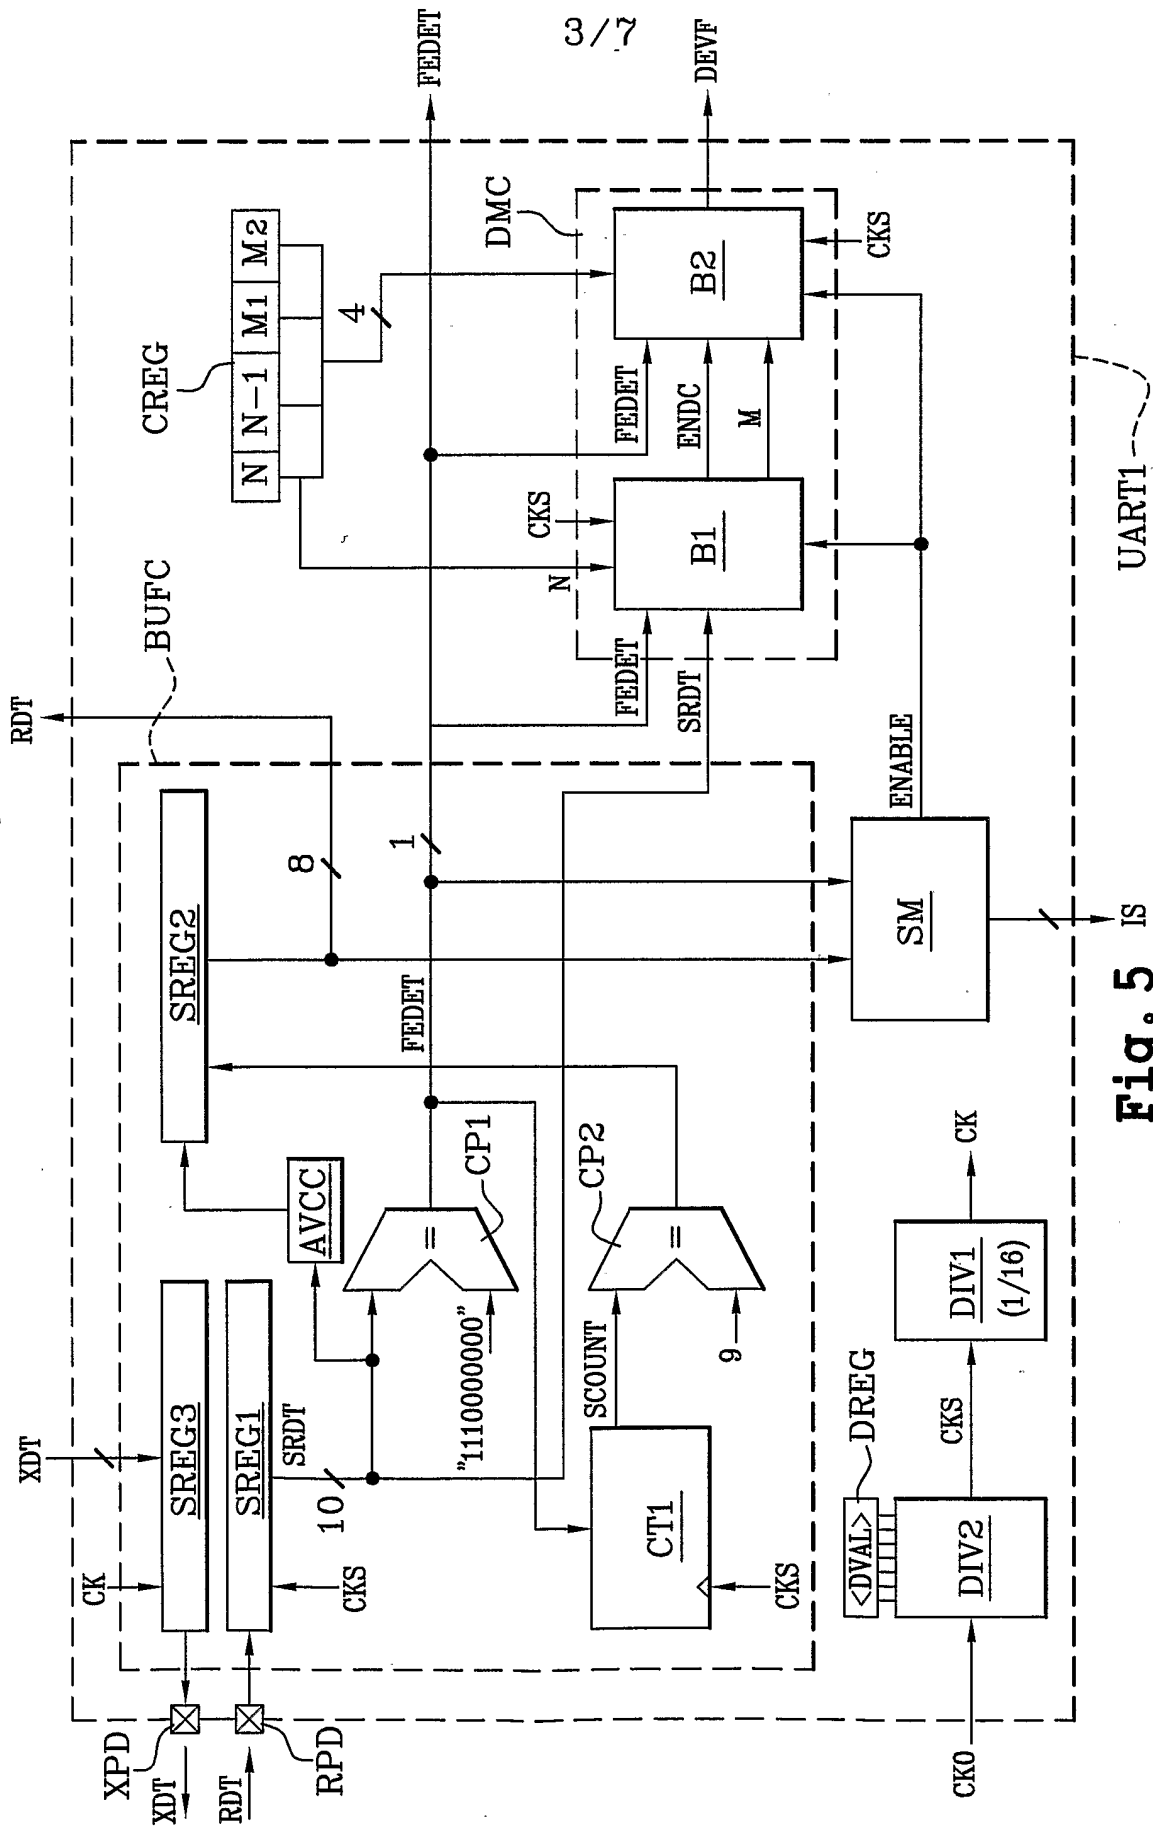 3/7
FEDET
DEVF
RDT
BUFC
CREG
N
N-1
M1
M2
4
DMC
B2
CKS
FEDET
ENDC
M
CKS
N
B1
FEDET
SRDT
UART1
SREG2
8
1
FEDET
ENABLE
SM
IS
AVCC
=
CP1
"1110000000"
=
CP2
SCOUNT
9
XDT
CK
SREG3
SREG1
SRDT
10
CKS
CT1
CKS
XPD
XDT
RPD
RDT
DREG
<DVAL>
DIV2
CK0
CKS
DIV1
(1/16)
CK
Fig. 5